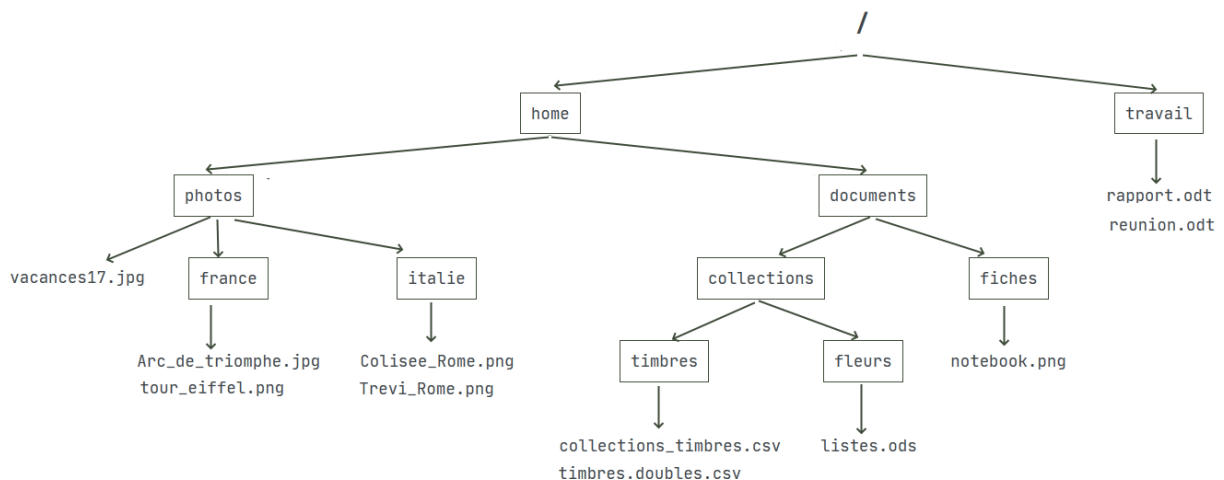 /
home
travail
photos
documents
rapport.odt
reunion.odt
vacances17.jpg
france
italie
collections
fiches
Arc_de_triomphe.jpg
tour_eiffel.png
Colisee_Rome.png
Trevi_Rome.png
timbres
fleurs
notebook.png
collections_timbres.csv
timbres.doubles.csv
listes.ods